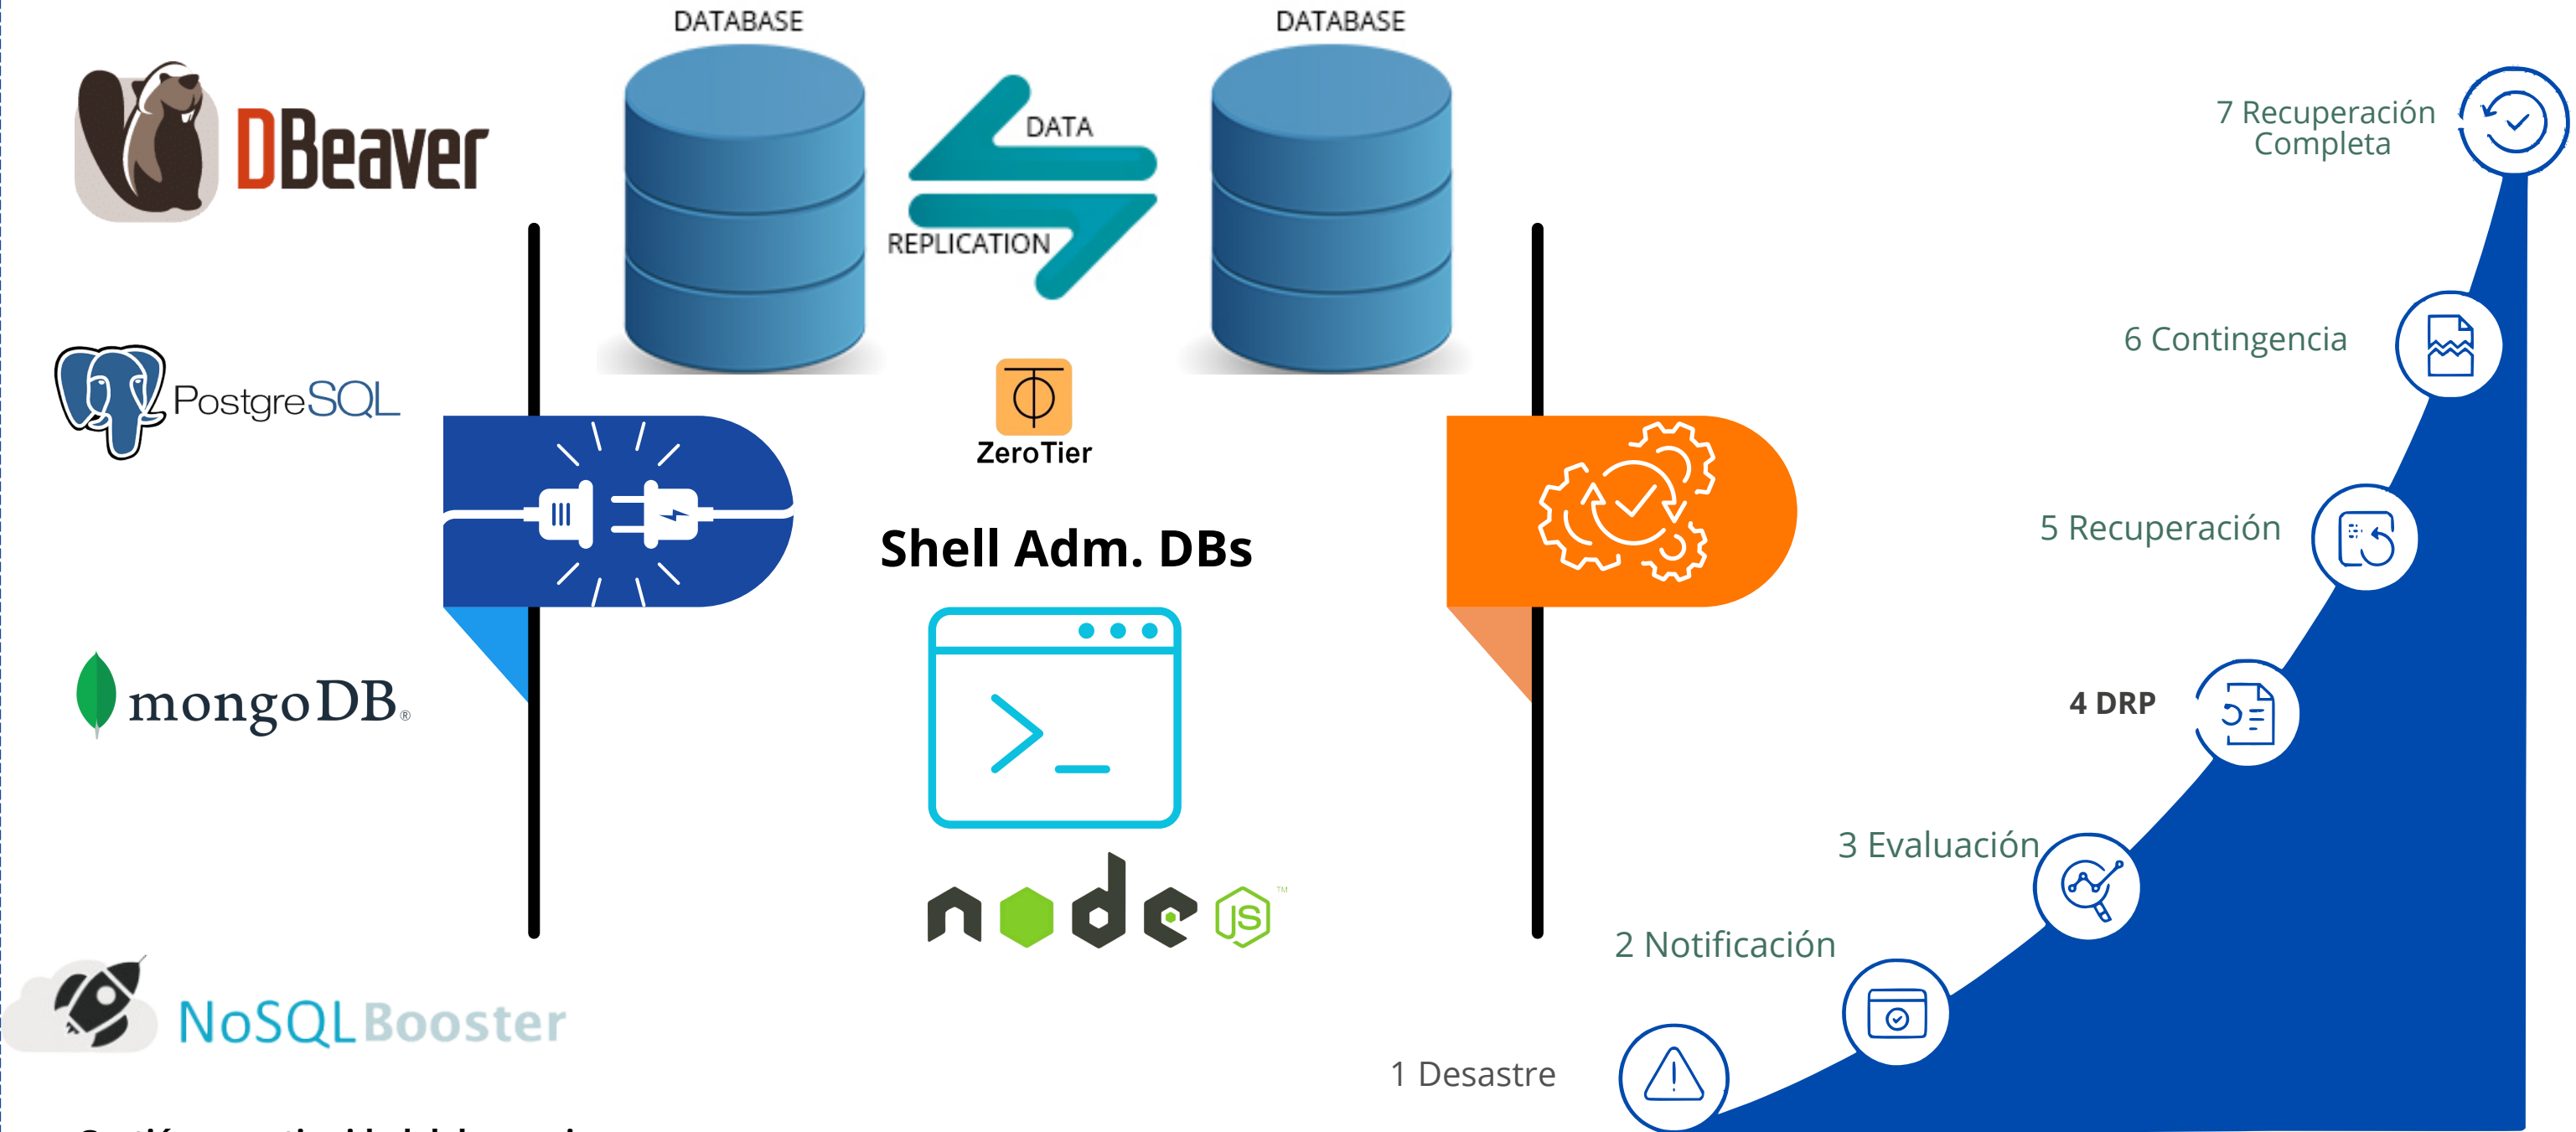 DBeaver
PostgreSQL
mongoDB®
NoSQLBooster
DATABASE
DATABASE
DATA
REPLICATION
ZeroTier
Shell Adm. DBs
>_
node JS ™
7 Recuperación
Completa
6 Contingencia
5 Recuperación
4 DRP
3 Evaluación
2 Notificación
1 Desastre